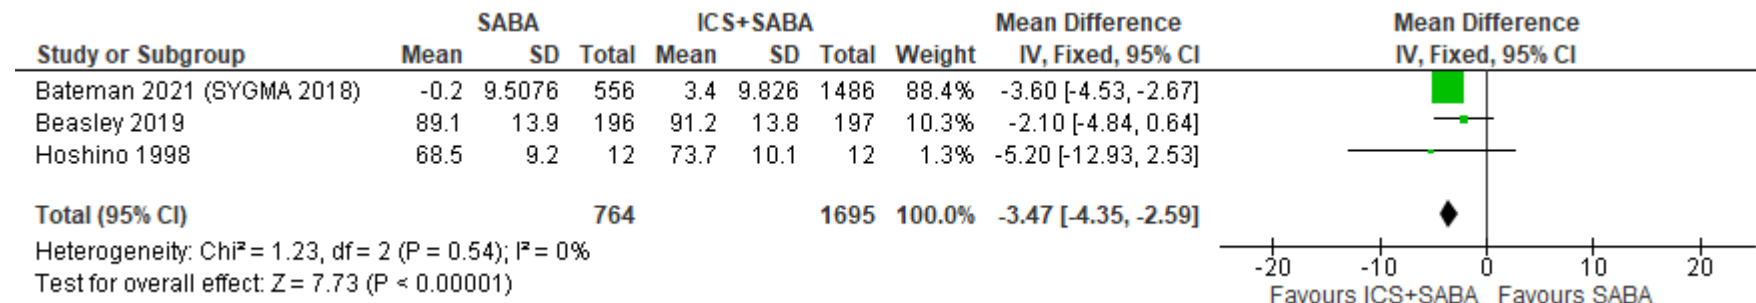 SABA ICS+SABA Mean Difference Mean Difference
Study or Subgroup Mean SD Total Mean SD Total Weight IV, Fixed, 95% CI IV, Fixed, 95% CI
Bateman 2021 (SYGMA 2018) -0.2 9.5076 556 3.4 9.826 1486 88.4% -3.60 [-4.53, -2.67]
Beasley 2019 89.1 13.9 196 91.2 13.8 197 10.3% -2.10 [-4.84, 0.64]
Hoshino 1998 68.5 9.2 12 73.7 10.1 12 1.3% -5.20 [-12.93, 2.53]
Total (95% CI) 764 1695 100.0% -3.47 [-4.35, -2.59]
Heterogeneity: Chi² = 1.23, df = 2 (P = 0.54); I² = 0%
Test for overall effect: Z = 7.73 (P < 0.00001)
-20 -10 0 10 20
Favours ICS+SABA Favours SABA